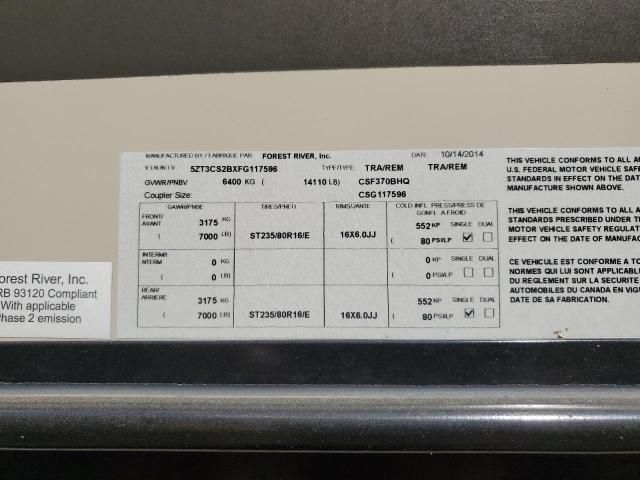 MANUFACTURED BY / FABRIQUE PAR: FOREST RIVER, Inc. DATE: 10/14/2014
V.I.N./N.I.V 5ZT3CS2BXFG117596 TYPE/TYPE: TRA/REM TRA/REM
GVWR/PNBV 6400 KG ( 14110 LB) CSF370BHQ
Coupler Size: CSG117596
GAWR/PNBE TIRES/PNEU RIMS/JANTE COLD-INFL. PRESS/PRESS DE
GONFL. A FROID
FRONT/ 3175 KG 552 KP SINGLE DUAL
AVANT
( 7000 LB) ST235/80R16/E 16X6.0JJ ( 80 PSI/LP
INTERM/ 0 KG 0 KP SINGLE DUAL
INTERM
( 0 LB) ( 0 PSI/LP
REAR/ 3175 KG 552 KP SINGLE DUAL
ARRIERE
( 7000 LB) ST235/80R16/E 16X6.0JJ ( 80 PSI/LP
THIS VEHICLE CONFORMS TO ALL AP
U.S. FEDERAL MOTOR VEHICLE SAFET
STANDARDS IN EFFECT ON THE DAT
MANUFACTURE SHOWN ABOVE.
THIS VEHICLE CONFORMS TO ALL A
STANDARDS PRESCRIBED UNDER T
MOTOR VEHICLE SAFETY REGULAT
EFFECT ON THE DATE OF MANUFAC
CE VEHICULE EST CONFORME A TO
NORMES QUI LUI SONT APPLICABLE
DU REGLEMENT SUR LA SECURITE
AUTOMOBILES DU CANADA EN VIGU
DATE DE SA FABRICATION.
orest River, Inc.
RB 93120 Compliant
With applicable
hase 2 emission